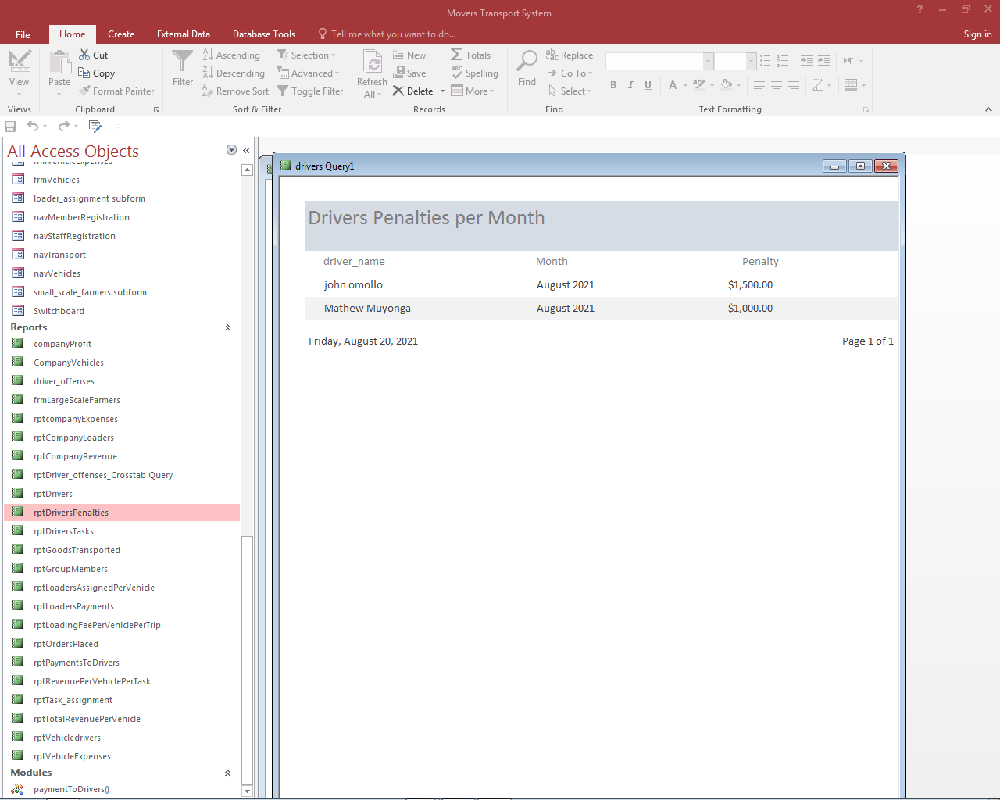 Movers Transport System
File Home Create External Data Database Tools Tell me what you want to do... Sign in
View
Views
Paste
Cut
Copy
Format Painter
Clipboard
Filter
Ascending
Descending
Remove Sort
Selection
Advanced
Toggle Filter
Sort & Filter
Refresh
All
New
Save
Delete
Totals
Spelling
More
Records
Find
Replace
Go To
Select
Find
B I U A
Text Formatting
All Access Objects
frmVehicleExpenses
frmVehicles
loader_assignment subform
navMemberRegistration
navStaffRegistration
navTransport
navVehicles
small_scale_farmers subform
Switchboard
Reports
companyProfit
CompanyVehicles
driver_offenses
frmLargeScaleFarmers
rptcompanyExpenses
rptCompanyLoaders
rptCompanyRevenue
rptDriver_offenses_Crosstab Query
rptDrivers
rptDriversPenalties
rptDriversTasks
rptGoodsTransported
rptGroupMembers
rptLoadersAssignedPerVehicle
rptLoadersPayments
rptLoadingFeePerVehiclePerTrip
rptOrdersPlaced
rptPaymentsToDrivers
rptRevenuePerVehiclePerTask
rptTask_assignment
rptTotalRevenuePerVehicle
rptVehicledrivers
rptVehicleExpenses
Modules
paymentToDrivers()
drivers Query1
Drivers Penalties per Month
driver_name Month Penalty
john omollo August 2021 $1,500.00
Mathew Muyonga August 2021 $1,000.00
Friday, August 20, 2021 Page 1 of 1